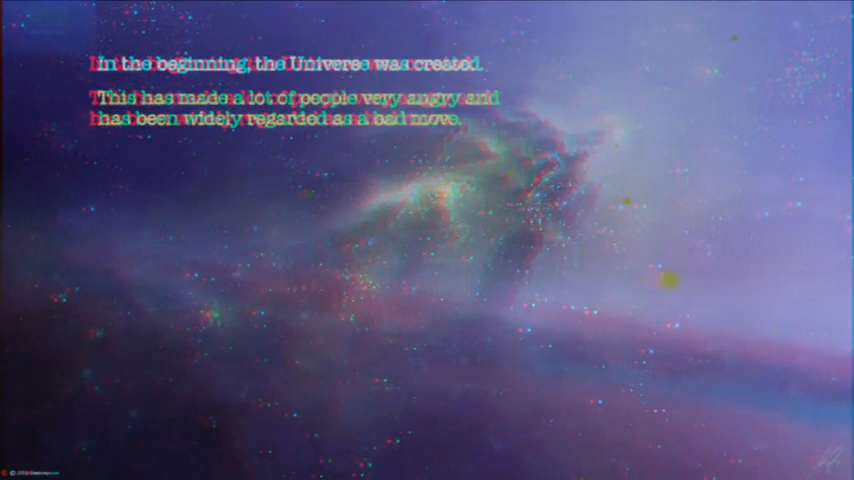 In the beginning, the Universe was created.
This has made a lot of people very angry and
has been widely regarded as a bad move.